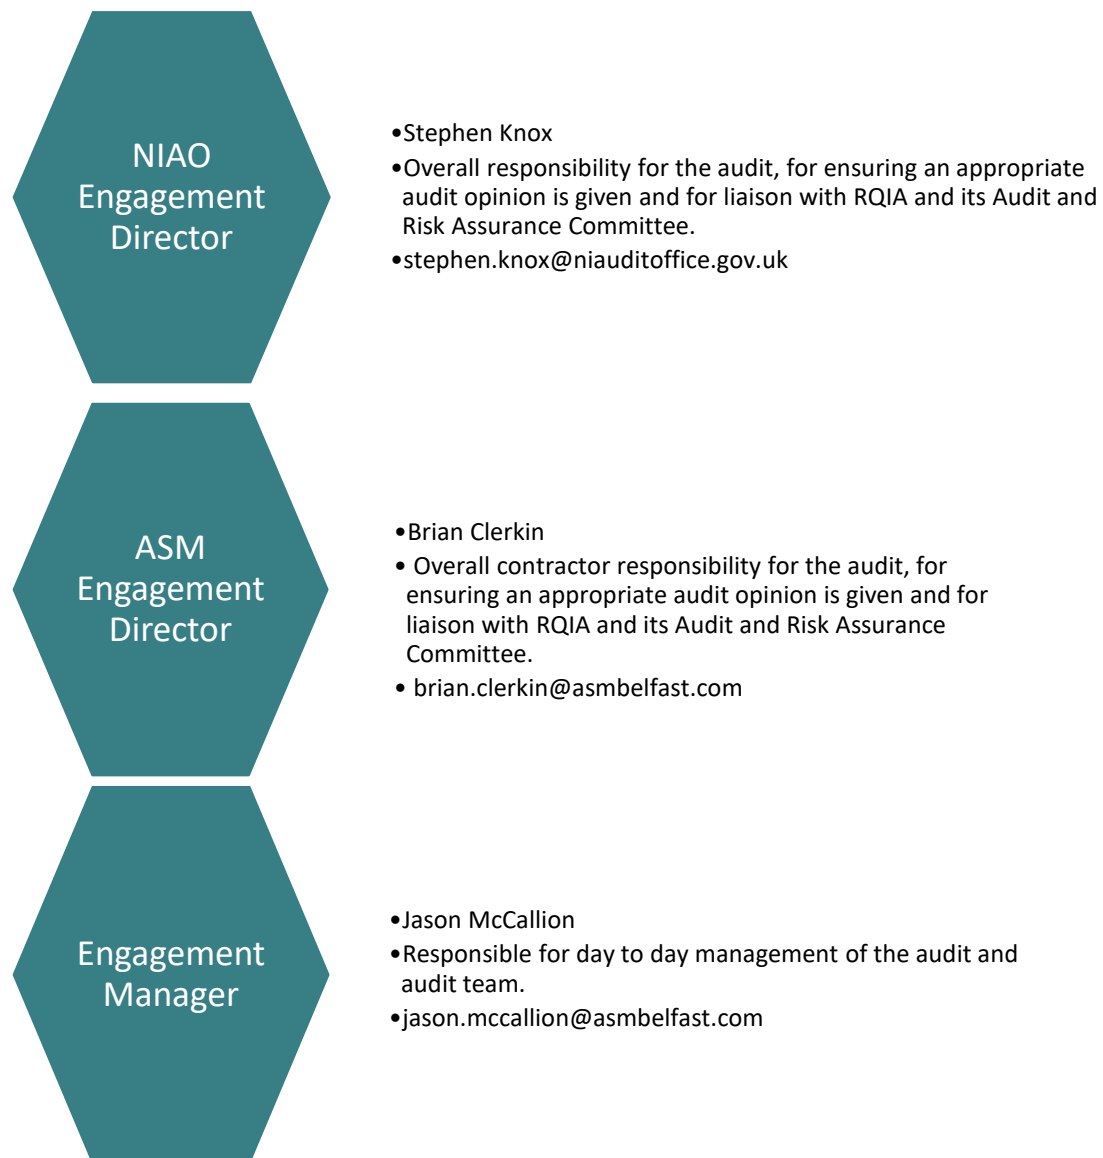 NIAO
Engagement
Director
•Stephen Knox
•Overall responsibility for the audit, for ensuring an appropriate
audit opinion is given and for liaison with RQIA and its Audit and
Risk Assurance Committee.
•stephen.knox@niauditoffice.gov.uk
ASM
Engagement
Director
•Brian Clerkin
• Overall contractor responsibility for the audit, for
ensuring an appropriate audit opinion is given and for
liaison with RQIA and its Audit and Risk Assurance
Committee.
• brian.clerkin@asmbelfast.com
Engagement
Manager
•Jason McCallion
•Responsible for day to day management of the audit and
audit team.
•jason.mccallion@asmbelfast.com